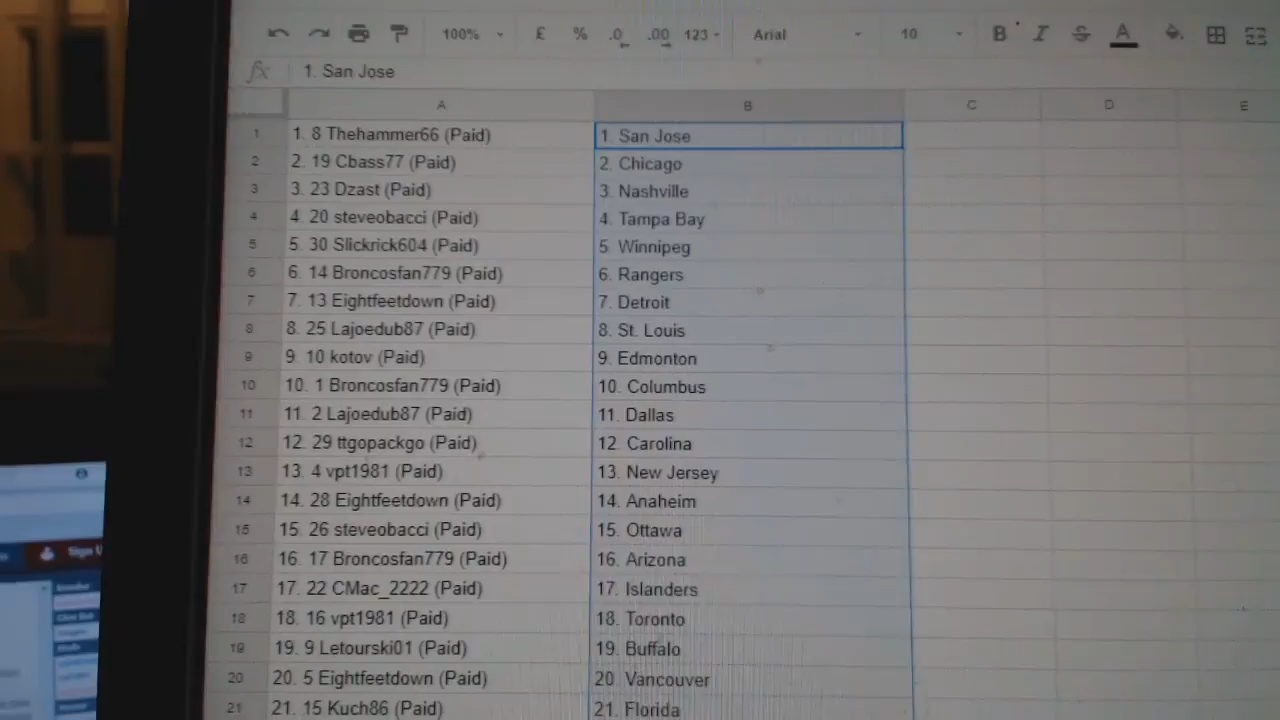 100% £ % .0 .00 123 Arial 10 B I S A
fx 1. San Jose
A B C D E
1 1. 8 Thehammer66 (Paid) 1. San Jose
2 2. 19 Cbass77 (Paid) 2. Chicago
3 3. 23 Dzast (Paid) 3. Nashville
4 4. 20 steveobacci (Paid) 4. Tampa Bay
5 5. 30 Slickrick604 (Paid) 5. Winnipeg
6 6. 14 Broncosfan779 (Paid) 6. Rangers
7 7. 13 Eightfeetdown (Paid) 7. Detroit
8 8. 25 Lajoedub87 (Paid) 8. St. Louis
9 9. 10 kotov (Paid) 9. Edmonton
10 10. 1 Broncosfan779 (Paid) 10. Columbus
11 11. 2 Lajoedub87 (Paid) 11. Dallas
12 12. 29 ttgopackgo (Paid) 12. Carolina
13 13. 4 vpt1981 (Paid) 13. New Jersey
14 14. 28 Eightfeetdown (Paid) 14. Anaheim
15 15. 26 steveobacci (Paid) 15. Ottawa
16 16. 17 Broncosfan779 (Paid) 16. Arizona
17 17. 22 CMac_2222 (Paid) 17. Islanders
18 18. 16 vpt1981 (Paid) 18. Toronto
19 19. 9 Letourski01 (Paid) 19. Buffalo
20 20. 5 Eightfeetdown (Paid) 20. Vancouver
21 21. 15 Kuch86 (Paid) 21. Florida
Sign